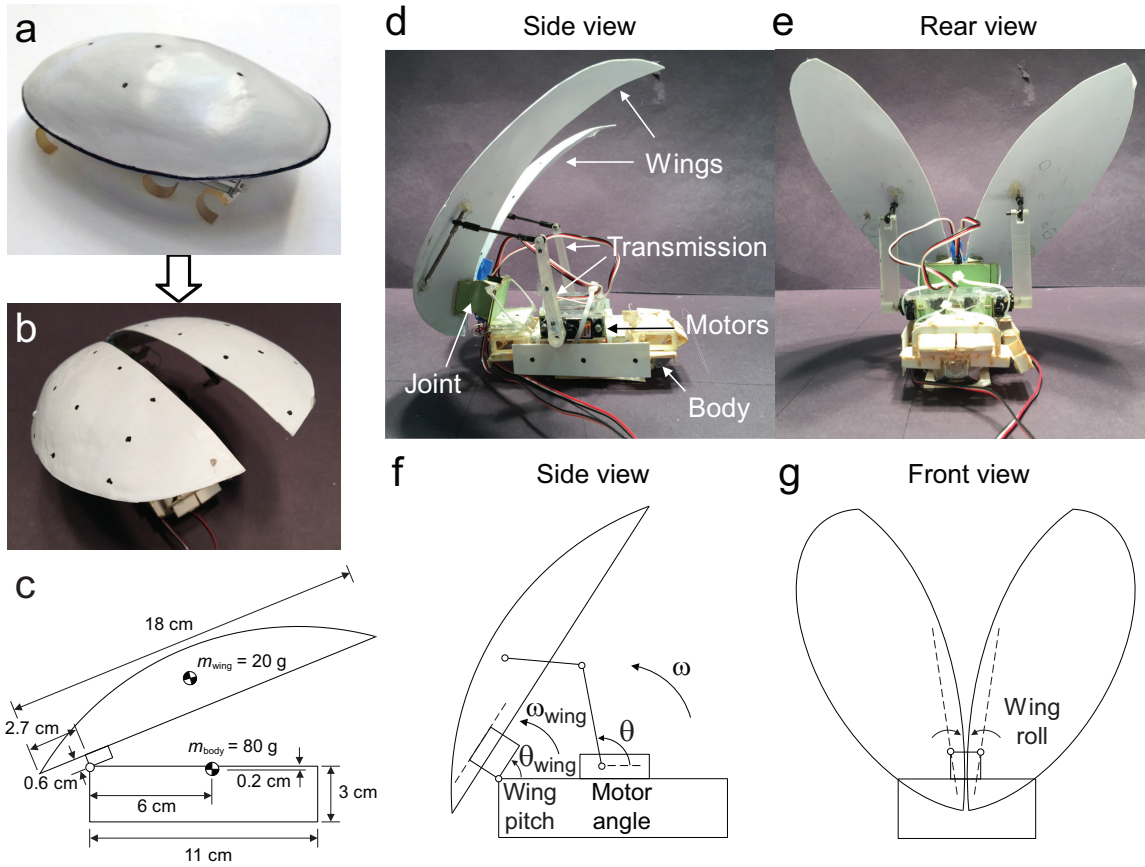 a
b
c
18 cm
m_wing = 20 g
2.7 cm
m_body = 80 g
0.6 cm
0.2 cm
6 cm
3 cm
11 cm
d
Side view
Wings
Transmission
Motors
Joint
Body
e
Rear view
f
Side view
ω
ω_wing
θ
θ_wing
Wing
pitch
Motor
angle
g
Front view
Wing
roll